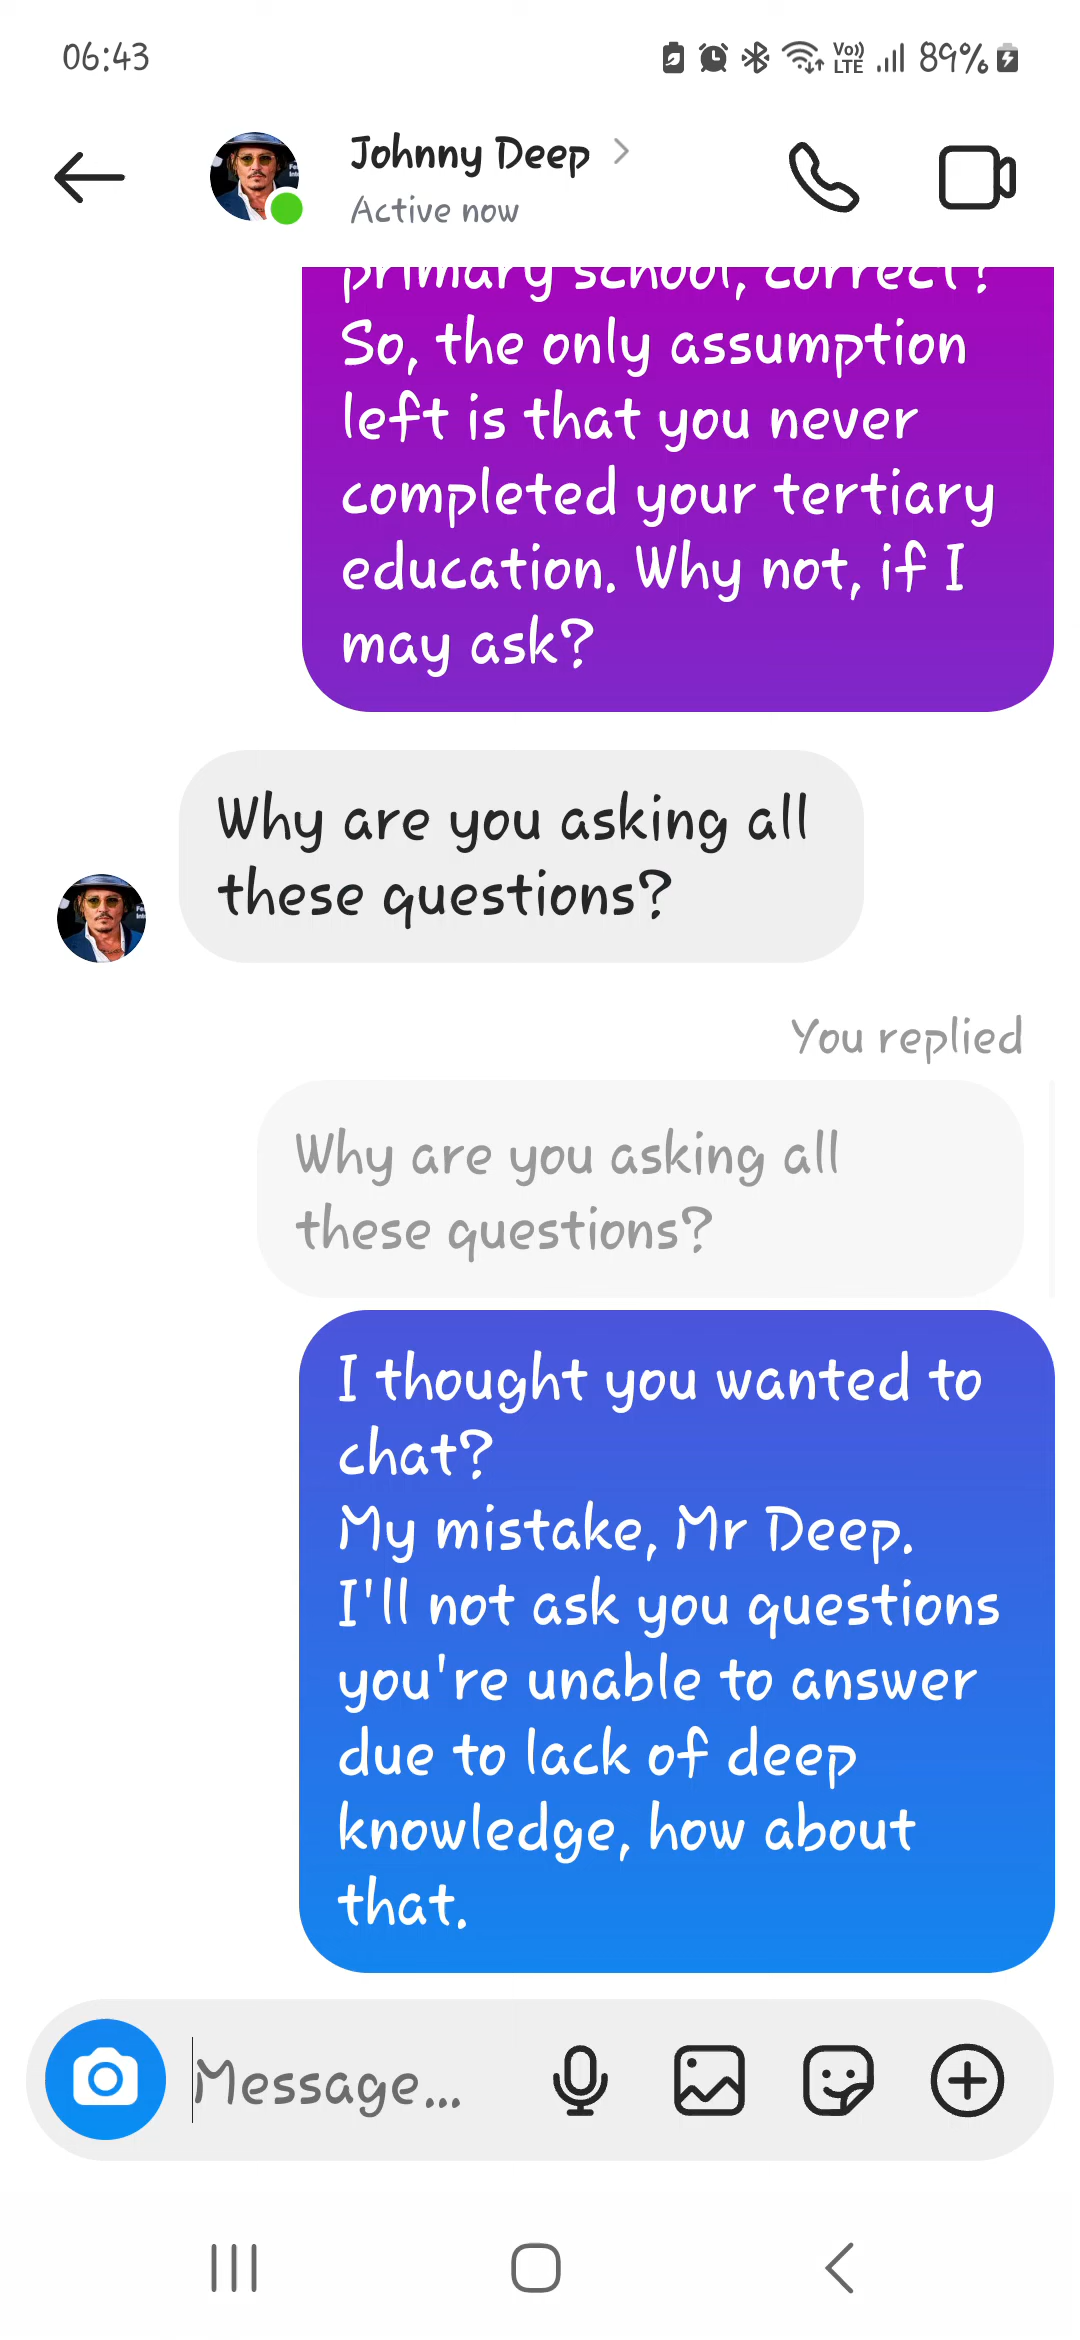 06:43
Vo)) LTE
89%
Johnny Deep
Active now
primary school, correct?
So, the only assumption
left is that you never
completed your tertiary
education. Why not, if I
may ask?
Why are you asking all
these questions?
You replied
Why are you asking all
these questions?
I thought you wanted to
chat?
My mistake, Mr Deep.
I'll not ask you questions
you're unable to answer
due to lack of deep
knowledge, how about
that.
Message...